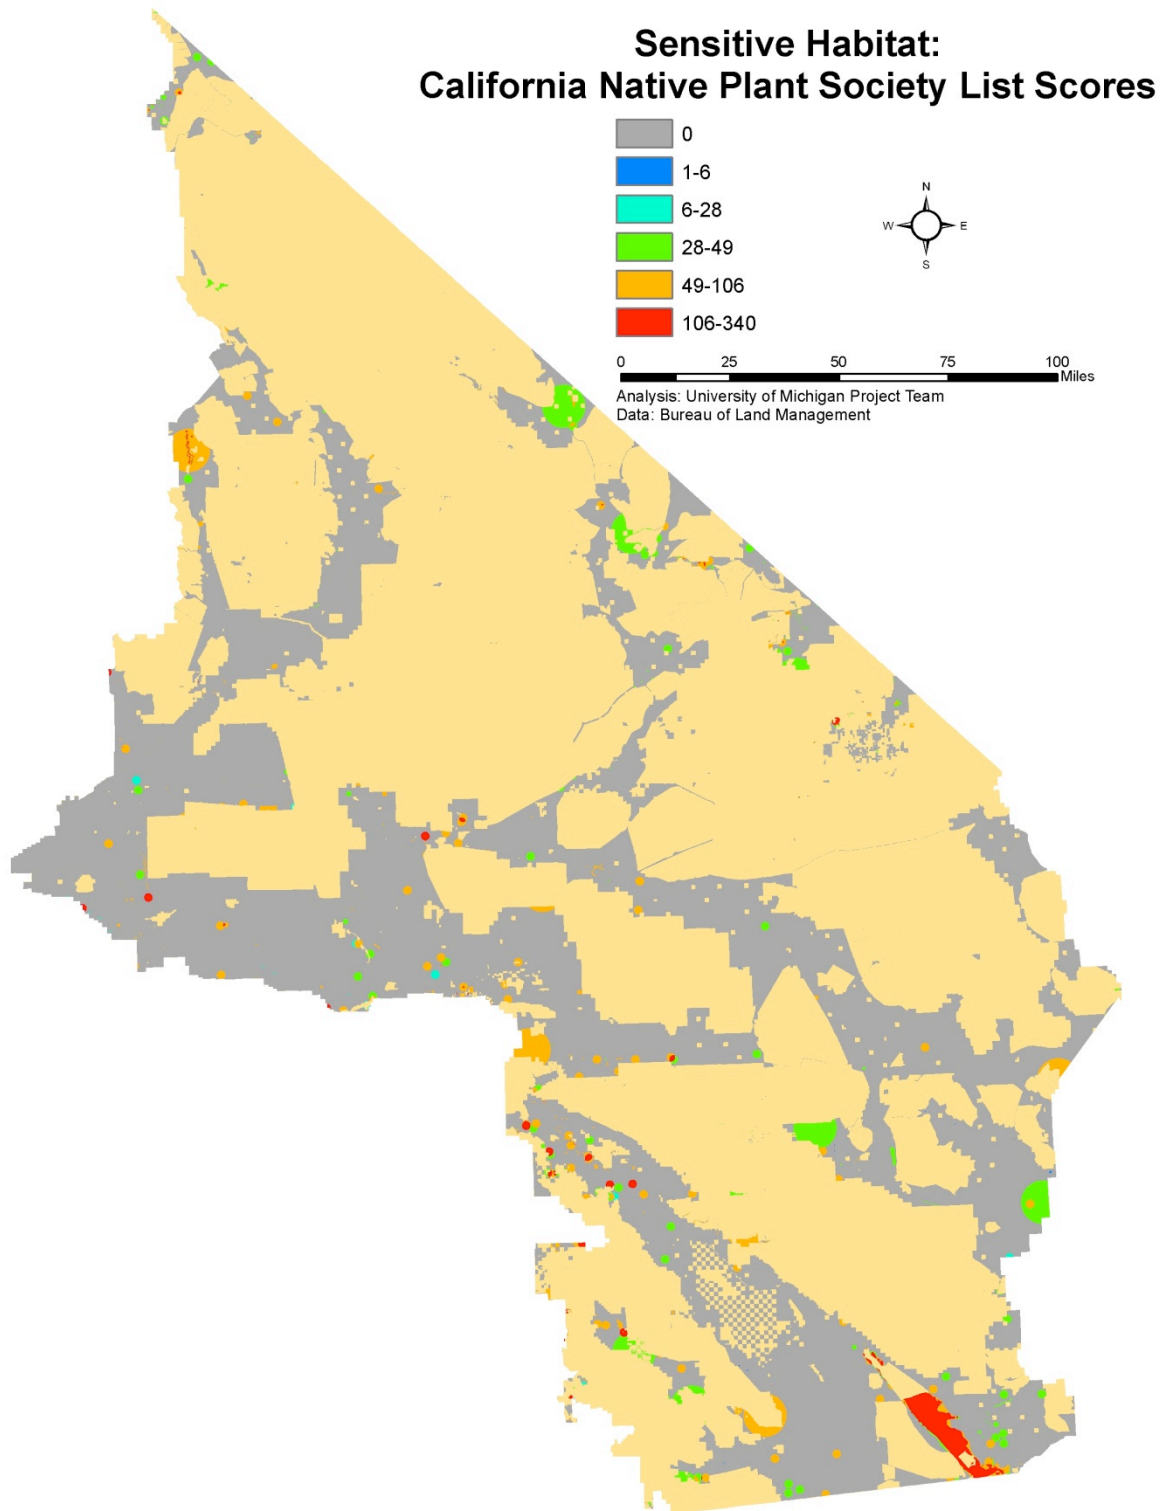 Sensitive Habitat:
California Native Plant Society List Scores
0
1-6
6-28
28-49
49-106
106-340
N
W E
S
0 25 50 75 100
Miles
Analysis: University of Michigan Project Team
Data: Bureau of Land Management